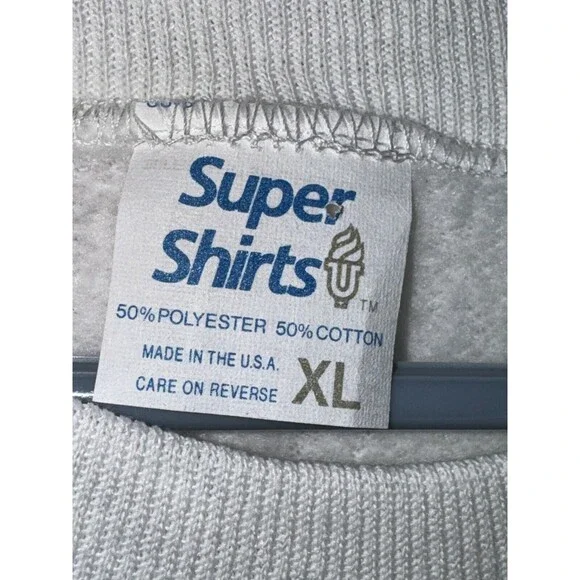 Super
Shirts U TM
50% POLYESTER 50% COTTON
MADE IN THE U.S.A.
CARE ON REVERSE XL